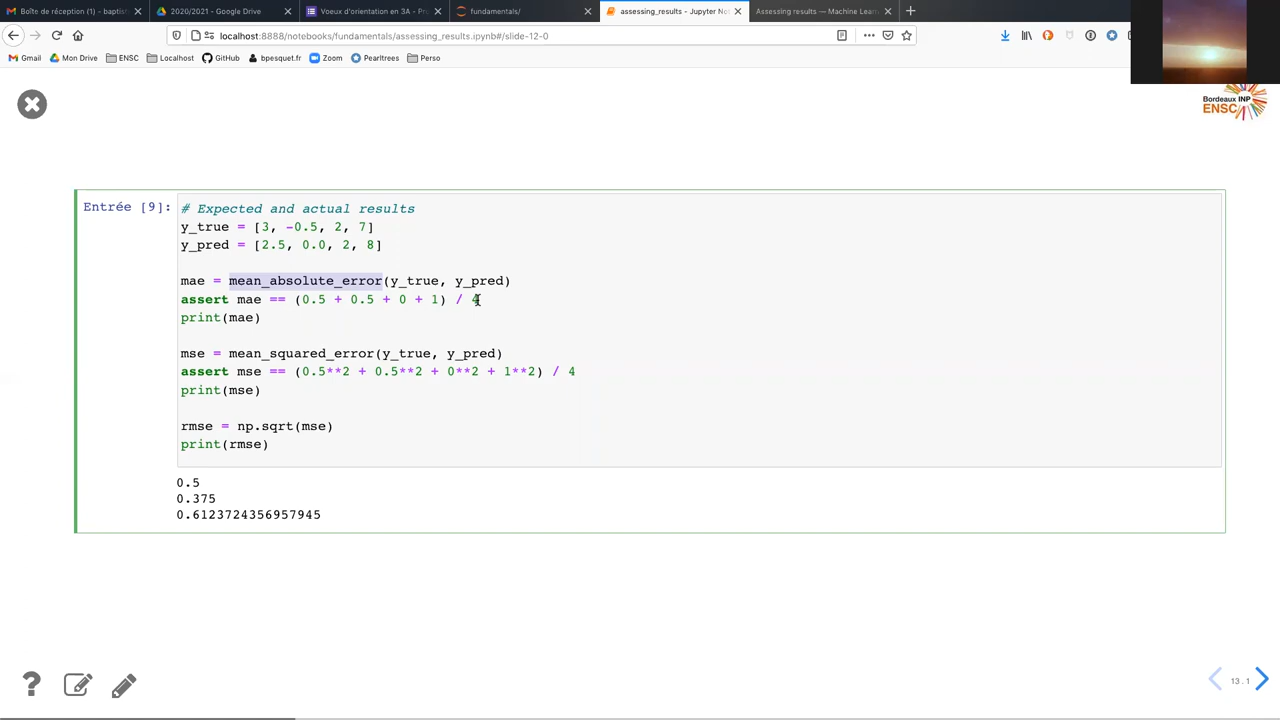 Boîte de réception (1) - baptis
2020/2021 - Google Drive
Voeux d'orientation en 3A - Pr
fundamentals/
assessing_results - Jupyter No
Assessing results — Machine Learn
localhost:8888/notebooks/fundamentals/assessing_results.ipynb#/slide-12-0
Gmail
Mon Drive
ENSC
Localhost
GitHub
bpesquet.fr
Zoom
Pearltrees
Perso
Bordeaux INP
ENSC
Entrée [9]:
# Expected and actual results
y_true = [3, -0.5, 2, 7]
y_pred = [2.5, 0.0, 2, 8]
mae = mean_absolute_error(y_true, y_pred)
assert mae == (0.5 + 0.5 + 0 + 1) / 4
print(mae)
mse = mean_squared_error(y_true, y_pred)
assert mse == (0.5**2 + 0.5**2 + 0**2 + 1**2) / 4
print(mse)
rmse = np.sqrt(mse)
print(rmse)
0.5
0.375
0.6123724356957945
?
13.1